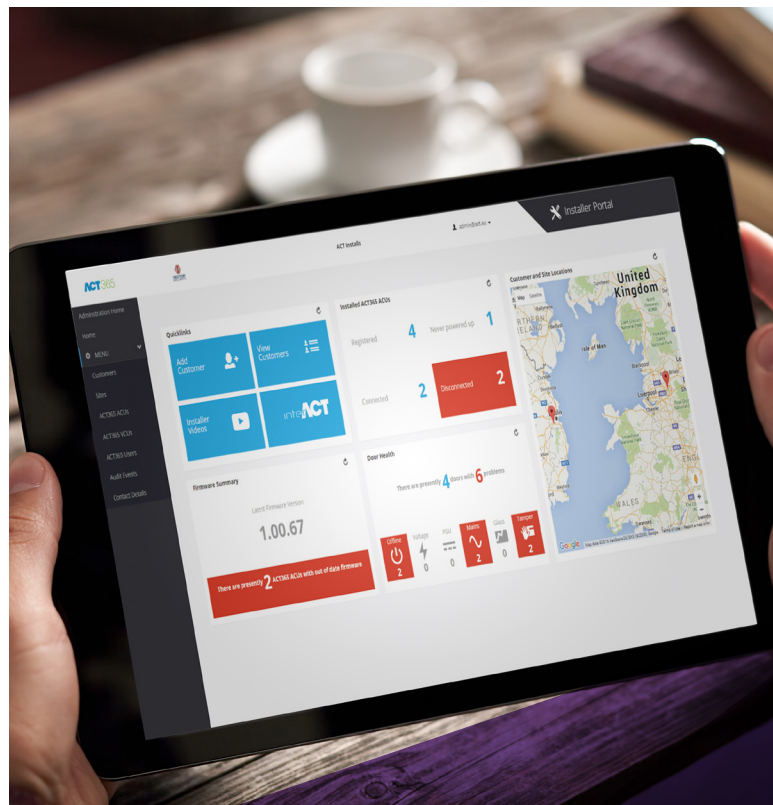 ACT365
ACT Installs
admin@act.eu
Installer Portal
Administration Home
Home
MENU
Customers
Sites
ACT365 ACUs
ACT365 VCUs
ACT365 Users
Audit Events
Contact Details
Quicklinks
Add
Customer
View
Customers
Installer
Videos
interACT
Installed ACT365 ACUs
Registered 4
Never powered up 1
Connected 2
Disconnected 2
Customer and Site Locations
Map Satellite
United
Kingdom
Isle of Man
Belfast
Blackpool
Liverpool
Chester
WALES
Google
Firmware Summary
Latest Firmware Version
1.00.67
There are presently 2 ACT365 ACUs with out of date firmware
Door Health
There are presently 4 doors with 6 problems
Offline
2
Voltage
0
PSU
0
Mains
2
Glass
0
Tamper
2